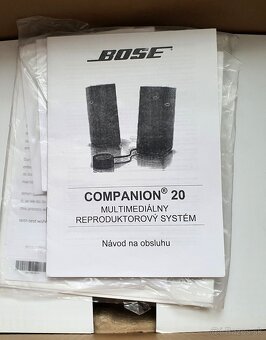 BOSE
COMPANION® 20
MULTIMEDIÁLNY
REPRODUKTOROVÝ SYSTÉM
Návod na obsluhu